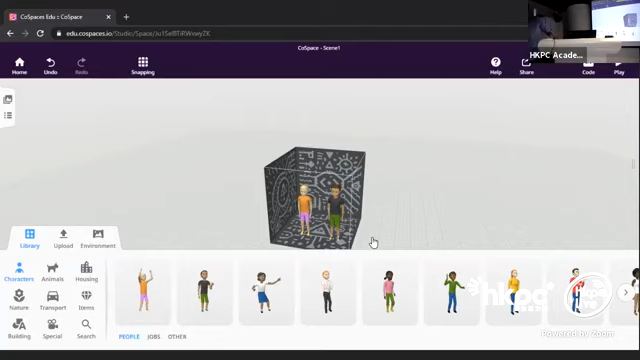 CoSpaces Edu :: CoSpace
edu.cospaces.io/Studio/Space/
CoSpace - Scene1
HKPC Acade...
Home
Undo
Redo
Snapping
Help
Share
Code
Play
Library
Upload
Environment
Characters
Animals
Housing
Nature
Transport
Items
Building
Special
Search
PEOPLE
JOBS
OTHER
hkpc
Powered by Zoom